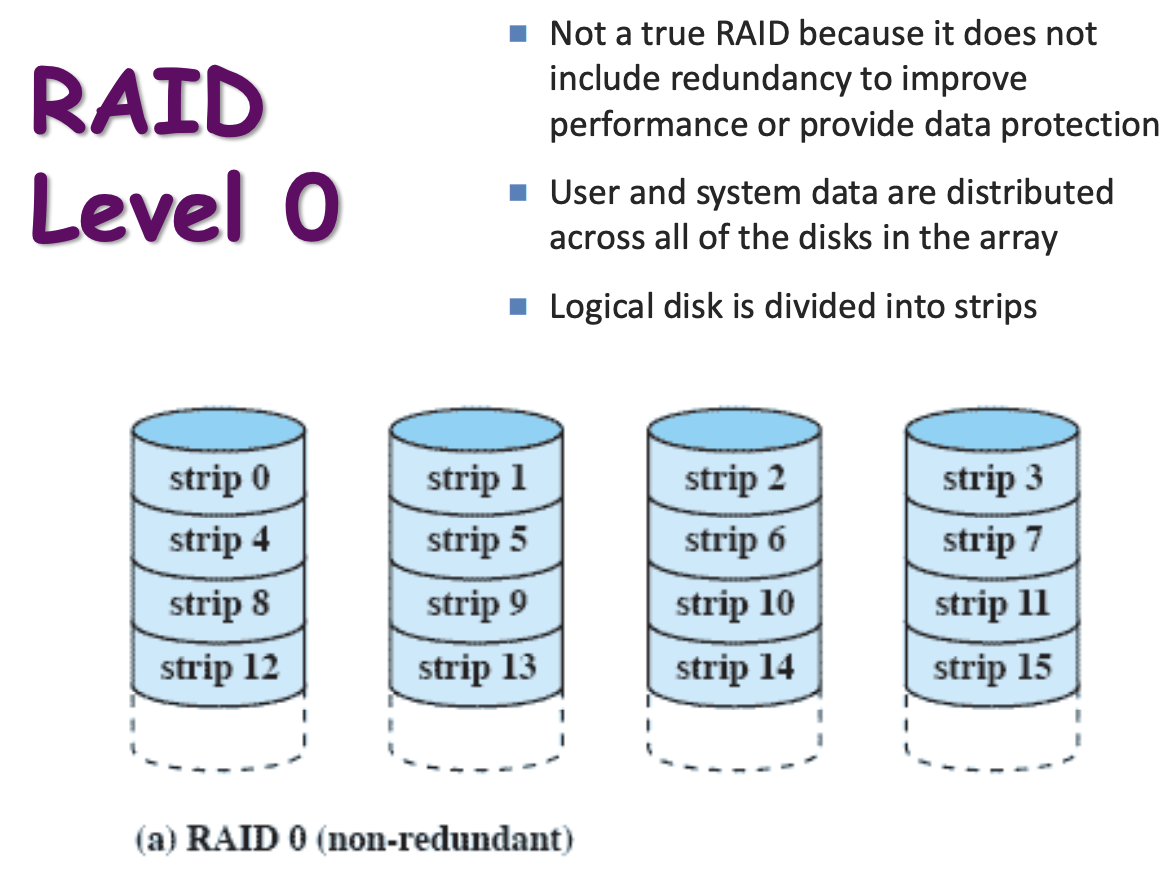 RAID
Level 0
Not a true RAID because it does not
include redundancy to improve
performance or provide data protection
User and system data are distributed
across all of the disks in the array
Logical disk is divided into strips
strip 0 strip 1 strip 2 strip 3
strip 4 strip 5 strip 6 strip 7
strip 8 strip 9 strip 10 strip 11
strip 12 strip 13 strip 14 strip 15
(a) RAID 0 (non-redundant)